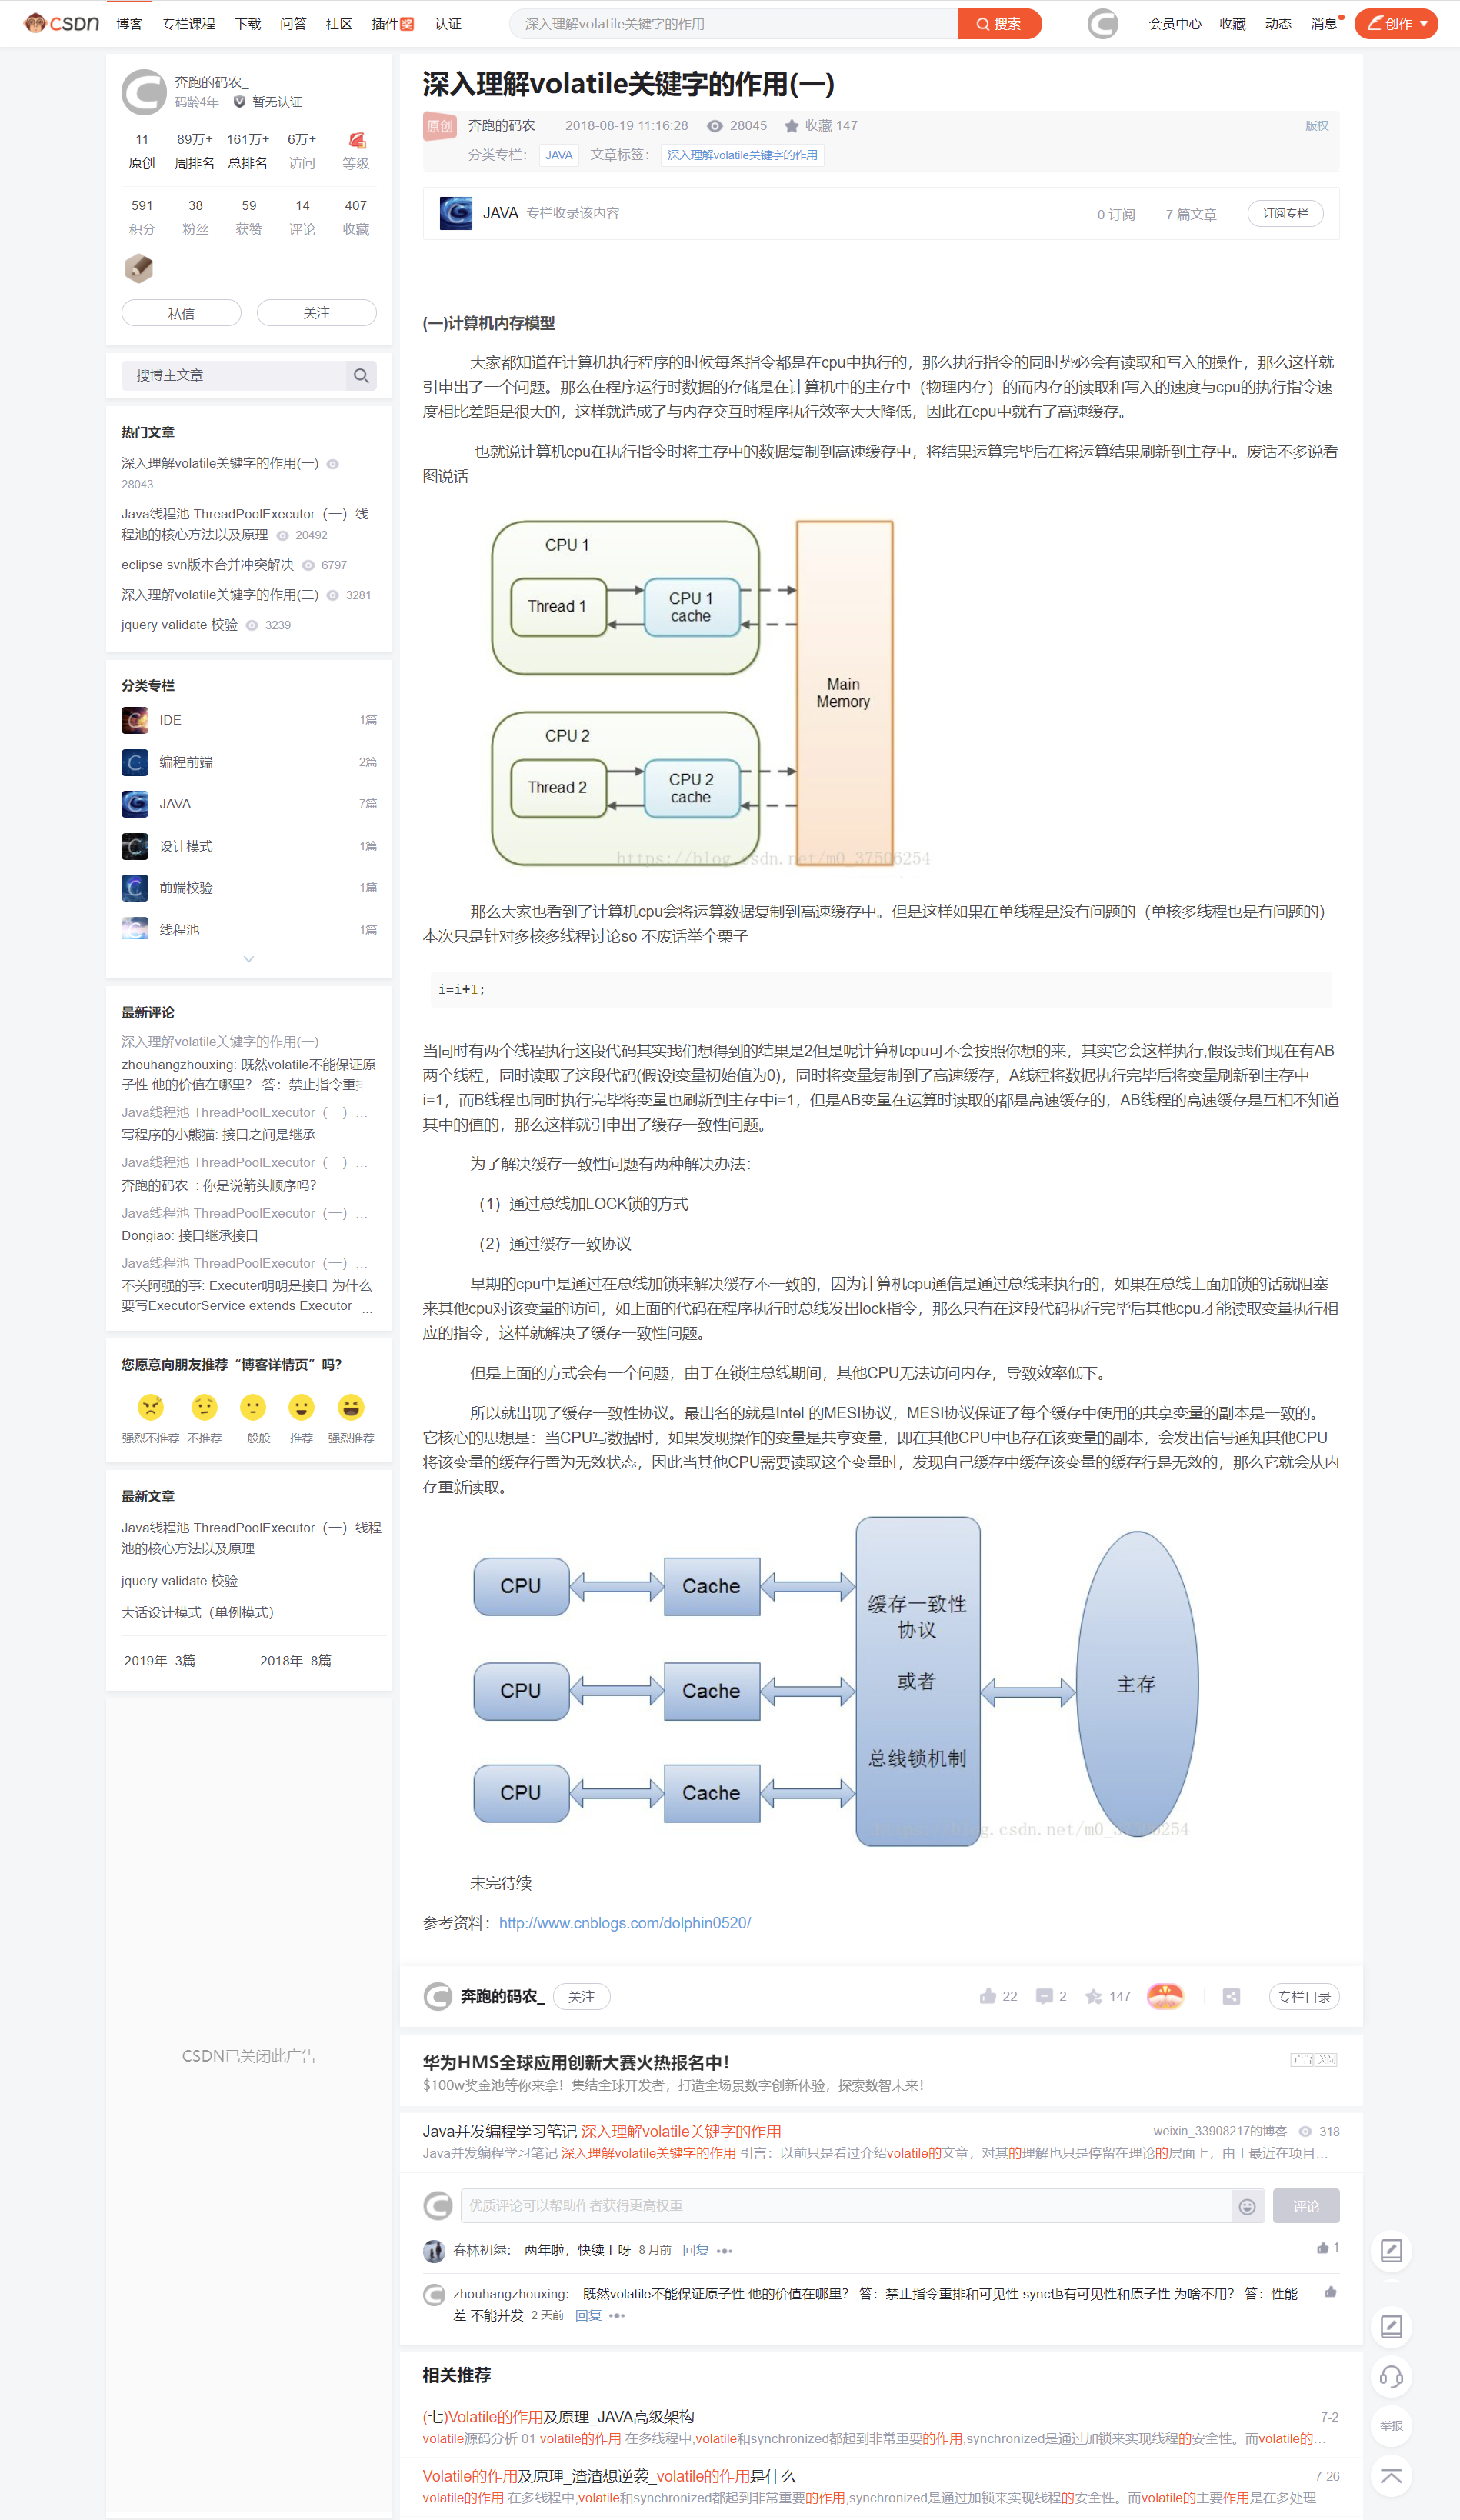 CSDN 博客 专栏课程 下载 问答 社区 插件 奖 认证 深入理解volatile关键字的作用 搜索 会员中心 收藏 动态 消息 创作
奔跑的码农_
码龄4年 暂无认证
11 89万+ 161万+ 6万+
原创 周排名 总排名 访问 等级
591 38 59 14 407
积分 粉丝 获赞 评论 收藏
私信 关注
搜博主文章
热门文章
深入理解volatile关键字的作用(一)
28043
Java线程池 ThreadPoolExecutor（一）线
程池的核心方法以及原理 20492
eclipse svn版本合并冲突解决 6797
深入理解volatile关键字的作用(二) 3281
jquery validate 校验 3239
分类专栏
IDE 1篇
编程前端 2篇
JAVA 7篇
设计模式 1篇
前端校验 1篇
线程池 1篇
最新评论
深入理解volatile关键字的作用(一)
zhouhangzhouxing: 既然volatile不能保证原
子性 他的价值在哪里？ 答：禁止指令重排 ...
Java线程池 ThreadPoolExecutor（一）...
写程序的小熊猫: 接口之间是继承
Java线程池 ThreadPoolExecutor（一）...
奔跑的码农_: 你是说箭头顺序吗?
Java线程池 ThreadPoolExecutor（一）...
Dongiao: 接口继承接口
Java线程池 ThreadPoolExecutor（一）...
不关阿强的事: Executer明明是接口 为什么
要写ExecutorService extends Executor ...
您愿意向朋友推荐“博客详情页”吗？
强烈不推荐 不推荐 一般般 推荐 强烈推荐
最新文章
Java线程池 ThreadPoolExecutor（一）线程
池的核心方法以及原理
jquery validate 校验
大话设计模式（单例模式）
2019年 3篇 2018年 8篇
CSDN已关闭此广告
深入理解volatile关键字的作用(一)
原创 奔跑的码农_ 2018-08-19 11:16:28 28045 收藏 147 版权
分类专栏： JAVA 文章标签： 深入理解volatile关键字的作用
JAVA 专栏收录该内容 0 订阅 7 篇文章 订阅专栏
(一)计算机内存模型
大家都知道在计算机执行程序的时候每条指令都是在cpu中执行的，那么执行指令的同时势必会有读取和写入的操作，那么这样就
引申出了一个问题。那么在程序运行时数据的存储是在计算机中的主存中（物理内存）的而内存的读取和写入的速度与cpu的执行指令速
度相比差距是很大的，这样就造成了与内存交互时程序执行效率大大降低，因此在cpu中就有了高速缓存。
也就说计算机cpu在执行指令时将主存中的数据复制到高速缓存中，将结果运算完毕后在将运算结果刷新到主存中。废话不多说看
图说话
CPU 1
Thread 1
CPU 1
cache
Main
Memory
CPU 2
Thread 2
CPU 2
cache
https://blog.csdn.net/m0_37506254
那么大家也看到了计算机cpu会将运算数据复制到高速缓存中。但是这样如果在单线程是没有问题的（单核多线程也是有问题的）
本次只是针对多核多线程讨论so 不废话举个栗子
i=i+1;
当同时有两个线程执行这段代码其实我们想得到的结果是2但是呢计算机cpu可不会按照你想的来，其实它会这样执行,假设我们现在有AB
两个线程，同时读取了这段代码(假设i变量初始值为0)，同时将变量复制到了高速缓存，A线程将数据执行完毕后将变量刷新到主存中
i=1，而B线程也同时执行完毕将变量也刷新到主存中i=1，但是AB变量在运算时读取的都是高速缓存的，AB线程的高速缓存是互相不知道
其中的值的，那么这样就引申出了缓存一致性问题。
为了解决缓存一致性问题有两种解决办法：
（1）通过总线加LOCK锁的方式
（2）通过缓存一致协议
早期的cpu中是通过在总线加锁来解决缓存不一致的，因为计算机cpu通信是通过总线来执行的，如果在总线上面加锁的话就阻塞
来其他cpu对该变量的访问，如上面的代码在程序执行时总线发出lock指令，那么只有在这段代码执行完毕后其他cpu才能读取变量执行相
应的指令，这样就解决了缓存一致性问题。
但是上面的方式会有一个问题，由于在锁住总线期间，其他CPU无法访问内存，导致效率低下。
所以就出现了缓存一致性协议。最出名的就是Intel 的MESI协议，MESI协议保证了每个缓存中使用的共享变量的副本是一致的。
它核心的思想是：当CPU写数据时，如果发现操作的变量是共享变量，即在其他CPU中也存在该变量的副本，会发出信号通知其他CPU
将该变量的缓存行置为无效状态，因此当其他CPU需要读取这个变量时，发现自己缓存中缓存该变量的缓存行是无效的，那么它就会从内
存重新读取。
CPU Cache
缓存一致性
协议
CPU Cache
或者
主存
总线锁机制
CPU Cache
csdn.net/m0_37506254
未完待续
参考资料：http://www.cnblogs.com/dolphin0520/
奔跑的码农_ 关注 22 2 147 专栏目录
华为HMS全球应用创新大赛火热报名中！ 广告 关闭
$100w奖金池等你来拿！集结全球开发者，打造全场景数字创新体验，探索数智未来！
Java并发编程学习笔记 深入理解volatile关键字的作用 weixin_33908217的博客 318
Java并发编程学习笔记 深入理解volatile关键字的作用 引言：以前只是看过介绍volatile的文章，对其的理解也只是停留在理论的层面上，由于最近在项目...
优质评论可以帮助作者获得更高权重 评论
春林初绿： 两年啦，快续上呀 8 月前 回复 1
zhouhangzhouxing： 既然volatile不能保证原子性 他的价值在哪里？ 答：禁止指令重排和可见性 sync也有可见性和原子性 为啥不用？ 答：性能
差 不能并发 2 天前 回复
相关推荐
(七)Volatile的作用及原理_JAVA高级架构 7-2
volatile源码分析 01 volatile的作用 在多线程中,volatile和synchronized都起到非常重要的作用,synchronized是通过加锁来实现线程的安全性。而volatile的...
Volatile的作用及原理_渣渣想逆袭_volatile的作用是什么 7-26
volatile的作用 在多线程中,volatile和synchronized都起到非常重要的作用,synchronized是通过加锁来实现线程的安全性。而volatile的主要作用是在多处理...
举报